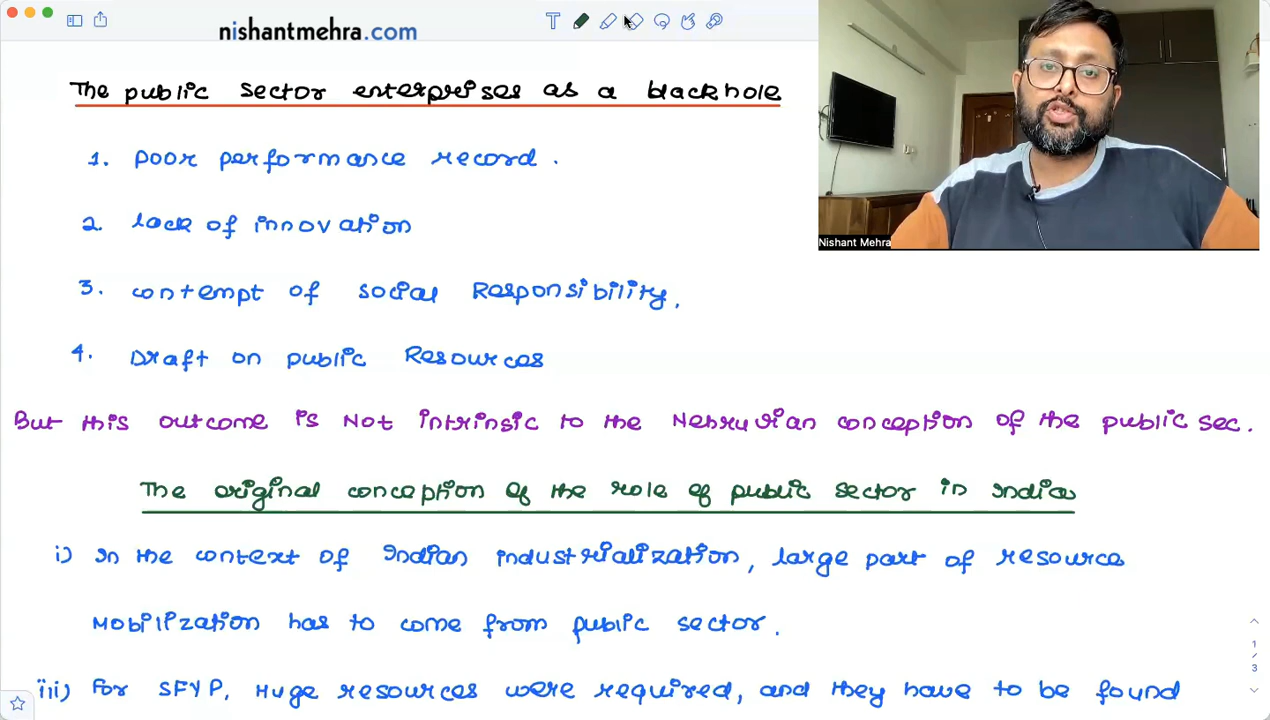 nishantmehra.com
The public sector enterprises as a blackhole
1. poor performance record.
2. lack of innovation
3. contempt of social Responsibility.
4. Draft on public Resources
But this outcome is Not intrinsic to the Nehruvian conception of the public sec.
The original conception of the role of public sector in India
i) In the context of Indian industrialization, large part of resource
Mobilization has to come from public sector.
iii) For SFYP, Huge resources were required, and they have to be found
Nishant Mehra
1
/
3